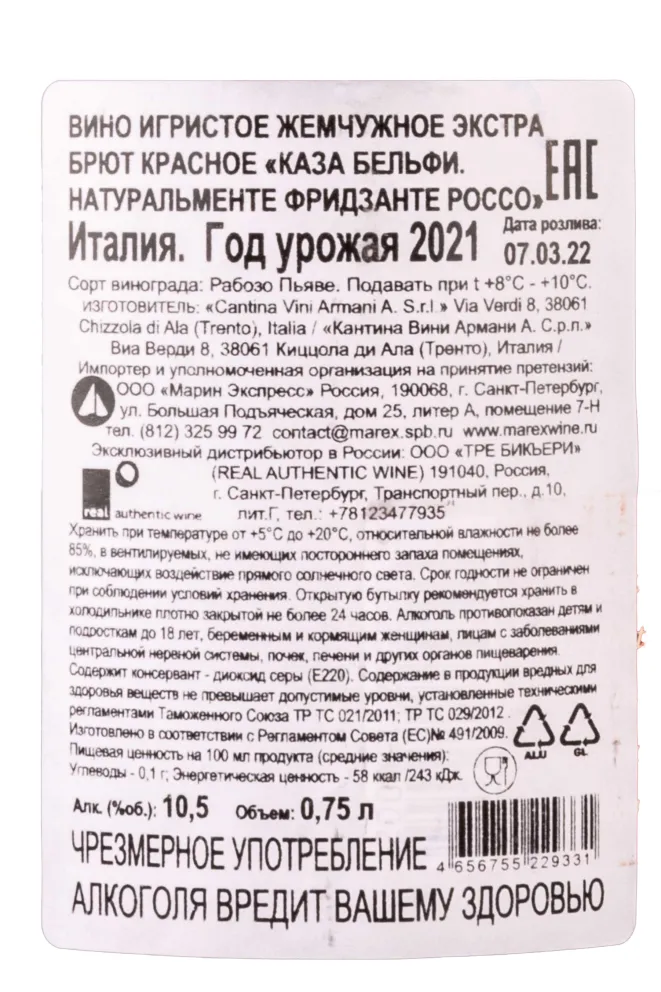 ВИНО ИГРИСТОЕ ЖЕМЧУЖНОЕ ЭКСТРА
БРЮТ КРАСНОЕ «КАЗА БЕЛЬФИ.
НАТУРАЛЬМЕНТЕ ФРИДЗАНТЕ РОССО»
EAC
Италия. Год урожая 2021
Дата розлива:
07.03.22
Сорт винограда: Рабозо Пьяве. Подавать при t +8°C - +10°C.
ИЗГОТОВИТЕЛЬ: «Cantina Vini Armani A. S.r.l.» Via Verdi 8, 38061
Chizzola di Ala (Trento), Italia / «Кантина Вини Армани А. С.р.л.»
Виа Верди 8, 38061 Киццола ди Ала (Тренто), Италия /
Импортер и уполномоченная организация на принятие претензий:
ООО «Марин Экспресс» Россия, 190068, г. Санкт-Петербург,
ул. Большая Подъяческая, дом 25, литер А, помещение 7-Н
тел. (812) 325 99 72 contact@marex.spb.ru www.marexwine.ru
Эксклюзивный дистрибьютор в России: ООО «ТРЕ БИКЬЕРИ»
(REAL AUTHENTIC WINE) 191040, Россия,
г. Санкт-Петербург, Транспортный пер., д.10,
real authentic wine
лит.Г, тел.: +78123477935
Хранить при температуре от +5°C до +20°C, относительной влажности не более
85%, в вентилируемых, не имеющих постороннего запаха помещениях,
исключающих воздействие прямого солнечного света. Срок годности не ограничен
при соблюдении условий хранения. Открытую бутылку рекомендуется хранить в
холодильнике плотно закрытой не более 24 часов. Алкоголь противопоказан детям и
подросткам до 18 лет, беременным и кормящим женщинам, лицам с заболеваниями
центральной нервной системы, почек, печени и других органов пищеварения.
Содержит консервант - диоксид серы (Е220). Содержание в продукции вредных для
здоровья веществ не превышает допустимые уровни, установленные техническими
регламентами Таможенного Союза ТР ТС 021/2011; ТР ТС 029/2012 .
Изготовлено в соответствии с Регламентом Совета (ЕС)№ 491/2009.
Пищевая ценность на 100 мл продукта (средние значения):
Углеводы - 0,1 г; Энергетическая ценность - 58 ккал /243 кДж.
ALU
GL
Алк. (%об.): 10,5 Объем: 0,75 л
4 656755 229331
ЧРЕЗМЕРНОЕ УПОТРЕБЛЕНИЕ
АЛКОГОЛЯ ВРЕДИТ ВАШЕМУ ЗДОРОВЬЮ